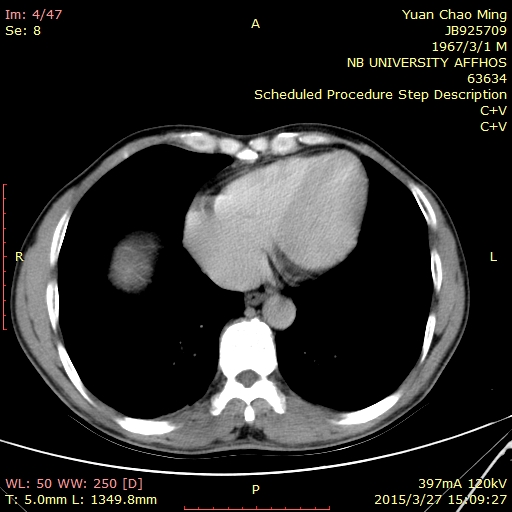 Im: 4/47
Se: 8
A
Yuan Chao Ming
JB925709
1967/3/1 M
NB UNIVERSITY AFFHOS
63634
Scheduled Procedure Step Description
C+V
C+V
R
L
WL: 50 WW: 250 [D]
T: 5.0mm L: 1349.8mm
P
397mA 120kV
2015/3/27 15:09:27